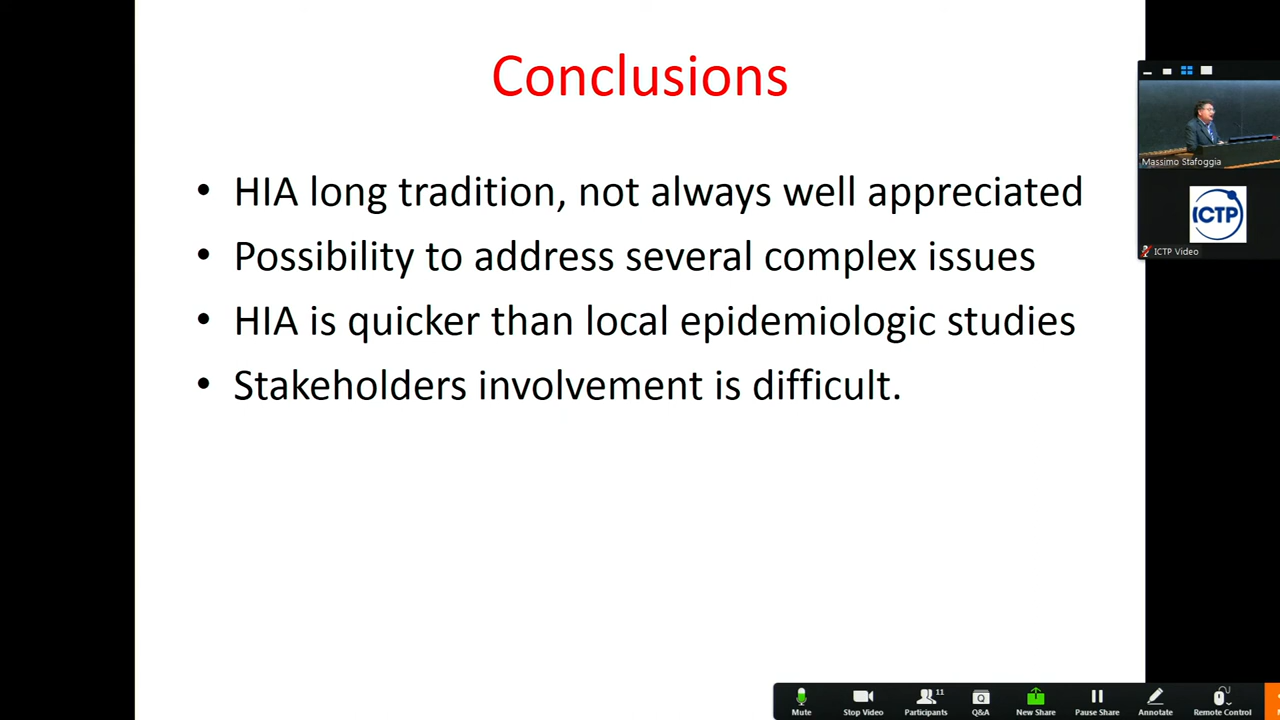 Conclusions
• HIA long tradition, not always well appreciated
• Possibility to address several complex issues
• HIA is quicker than local epidemiologic studies
• Stakeholders involvement is difficult.
Massimo Stafoggia
ICTP
ICTP Video
Mute
Stop Video
Participants
11
Q&A
New Share
Pause Share
Annotate
Remote Control